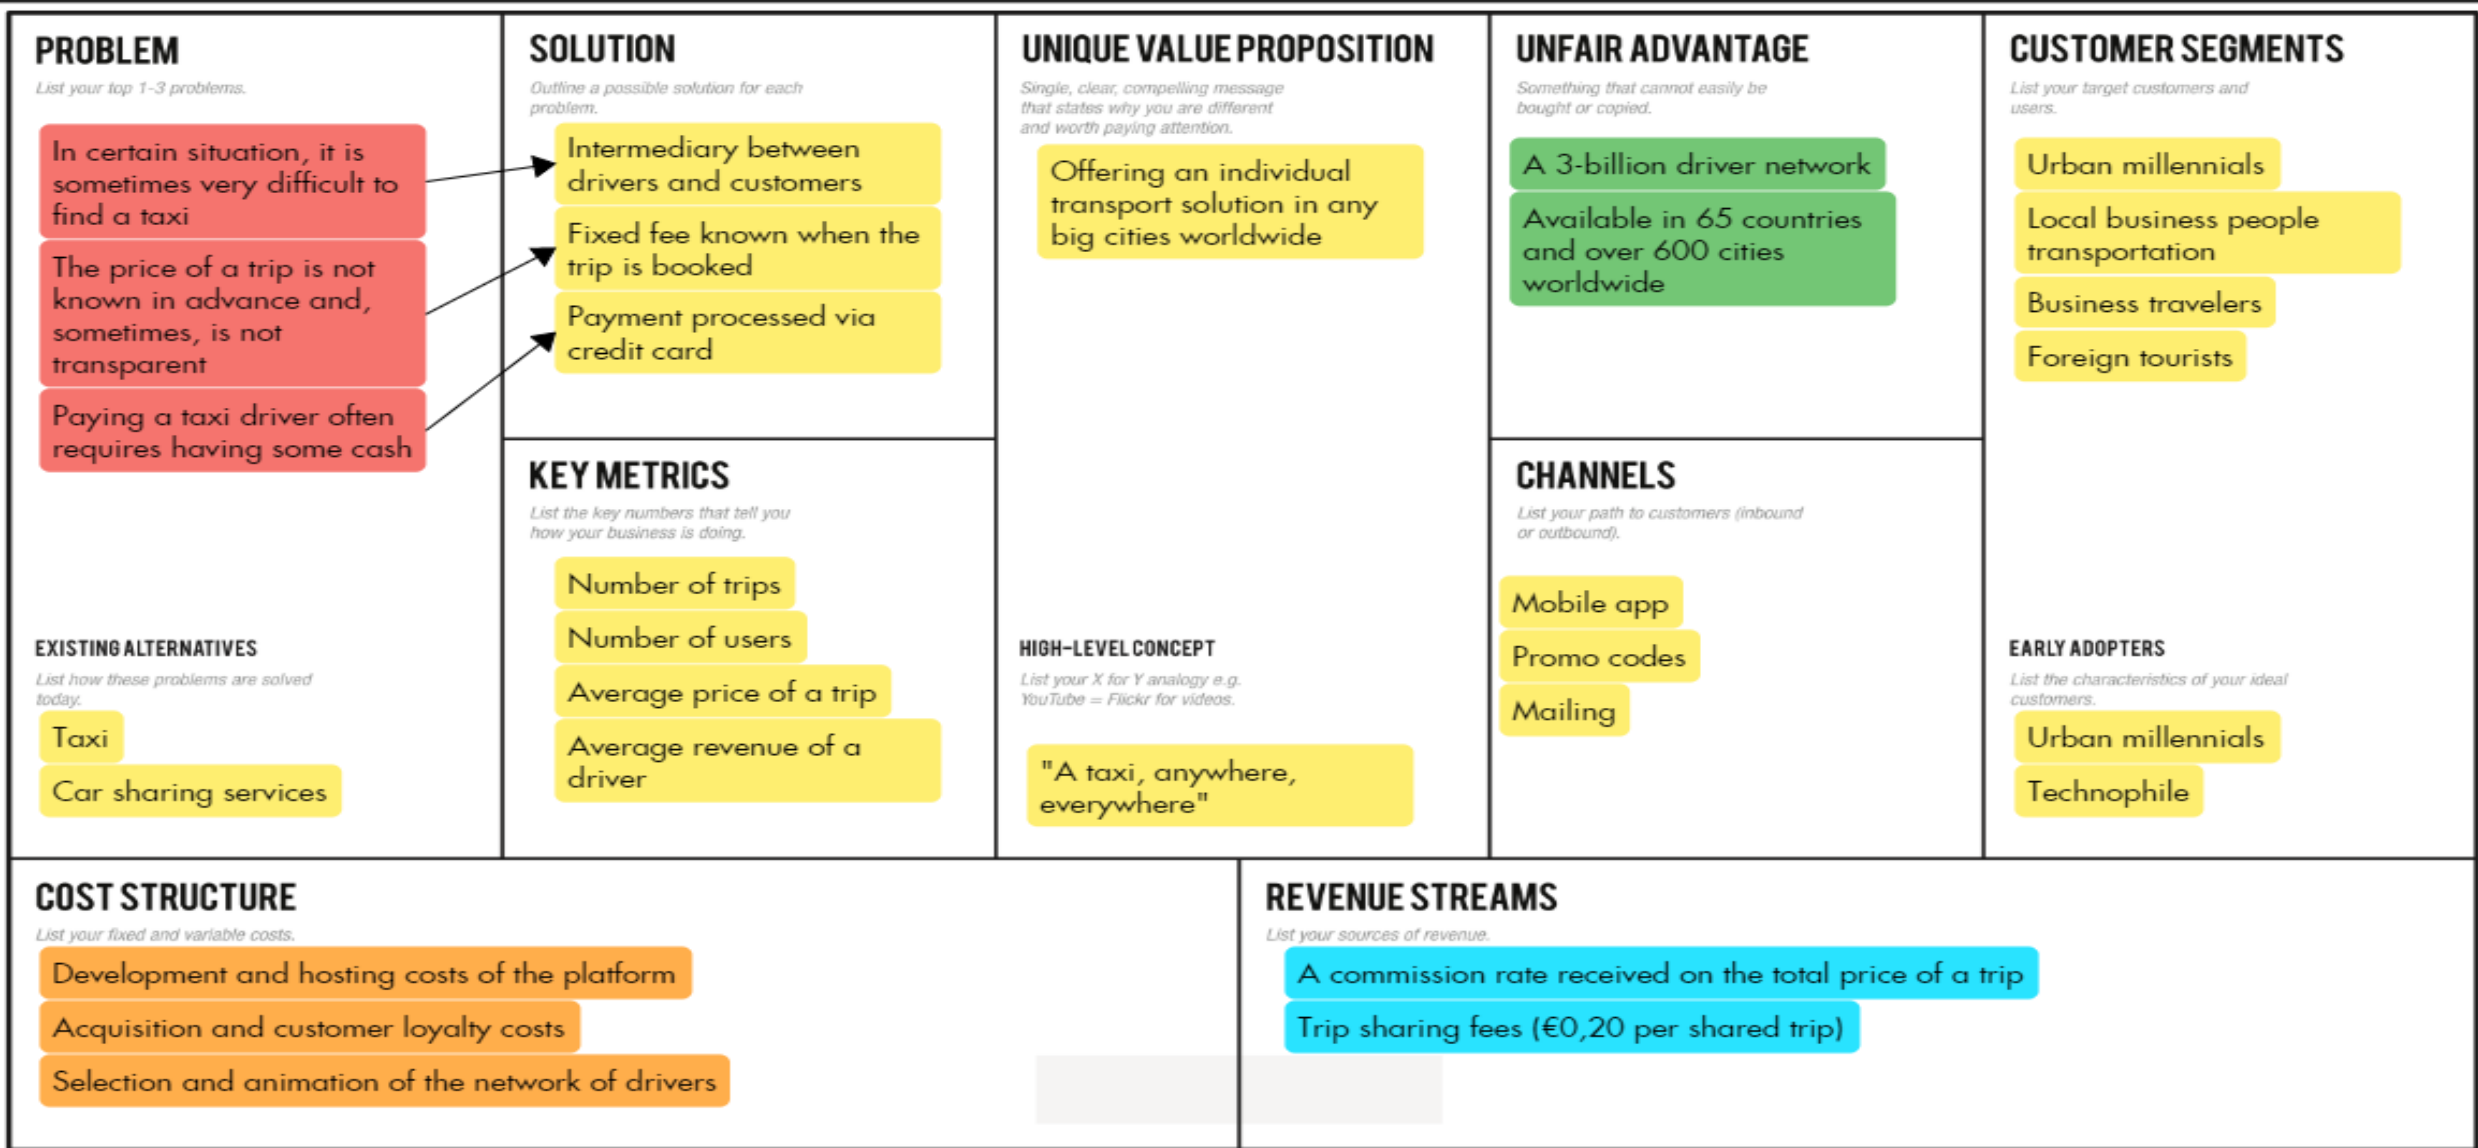 PROBLEM
List your top 1-3 problems.
In certain situation, it is
sometimes very difficult to
find a taxi
The price of a trip is not
known in advance and,
sometimes, is not
transparent
Paying a taxi driver often
requires having some cash
EXISTING ALTERNATIVES
List how these problems are solved
today.
Taxi
Car sharing services
SOLUTION
Outline a possible solution for each
problem.
Intermediary between
drivers and customers
Fixed fee known when the
trip is booked
Payment processed via
credit card
KEY METRICS
List the key numbers that tell you
how your business is doing.
Number of trips
Number of users
Average price of a trip
Average revenue of a
driver
UNIQUE VALUE PROPOSITION
Single, clear, compelling message
that states why you are different
and worth paying attention.
Offering an individual
transport solution in any
big cities worldwide
HIGH-LEVEL CONCEPT
List your X for Y analogy e.g.
YouTube = Flickr for videos.
"A taxi, anywhere,
everywhere"
UNFAIR ADVANTAGE
Something that cannot easily be
bought or copied.
A 3-billion driver network
Available in 65 countries
and over 600 cities
worldwide
CHANNELS
List your path to customers (inbound
or outbound).
Mobile app
Promo codes
Mailing
CUSTOMER SEGMENTS
List your target customers and
users.
Urban millennials
Local business people
transportation
Business travelers
Foreign tourists
EARLY ADOPTERS
List the characteristics of your ideal
customers.
Urban millennials
Technophile
COST STRUCTURE
List your fixed and variable costs.
Development and hosting costs of the platform
Acquisition and customer loyalty costs
Selection and animation of the network of drivers
REVENUE STREAMS
List your sources of revenue.
A commission rate received on the total price of a trip
Trip sharing fees (€0,20 per shared trip)